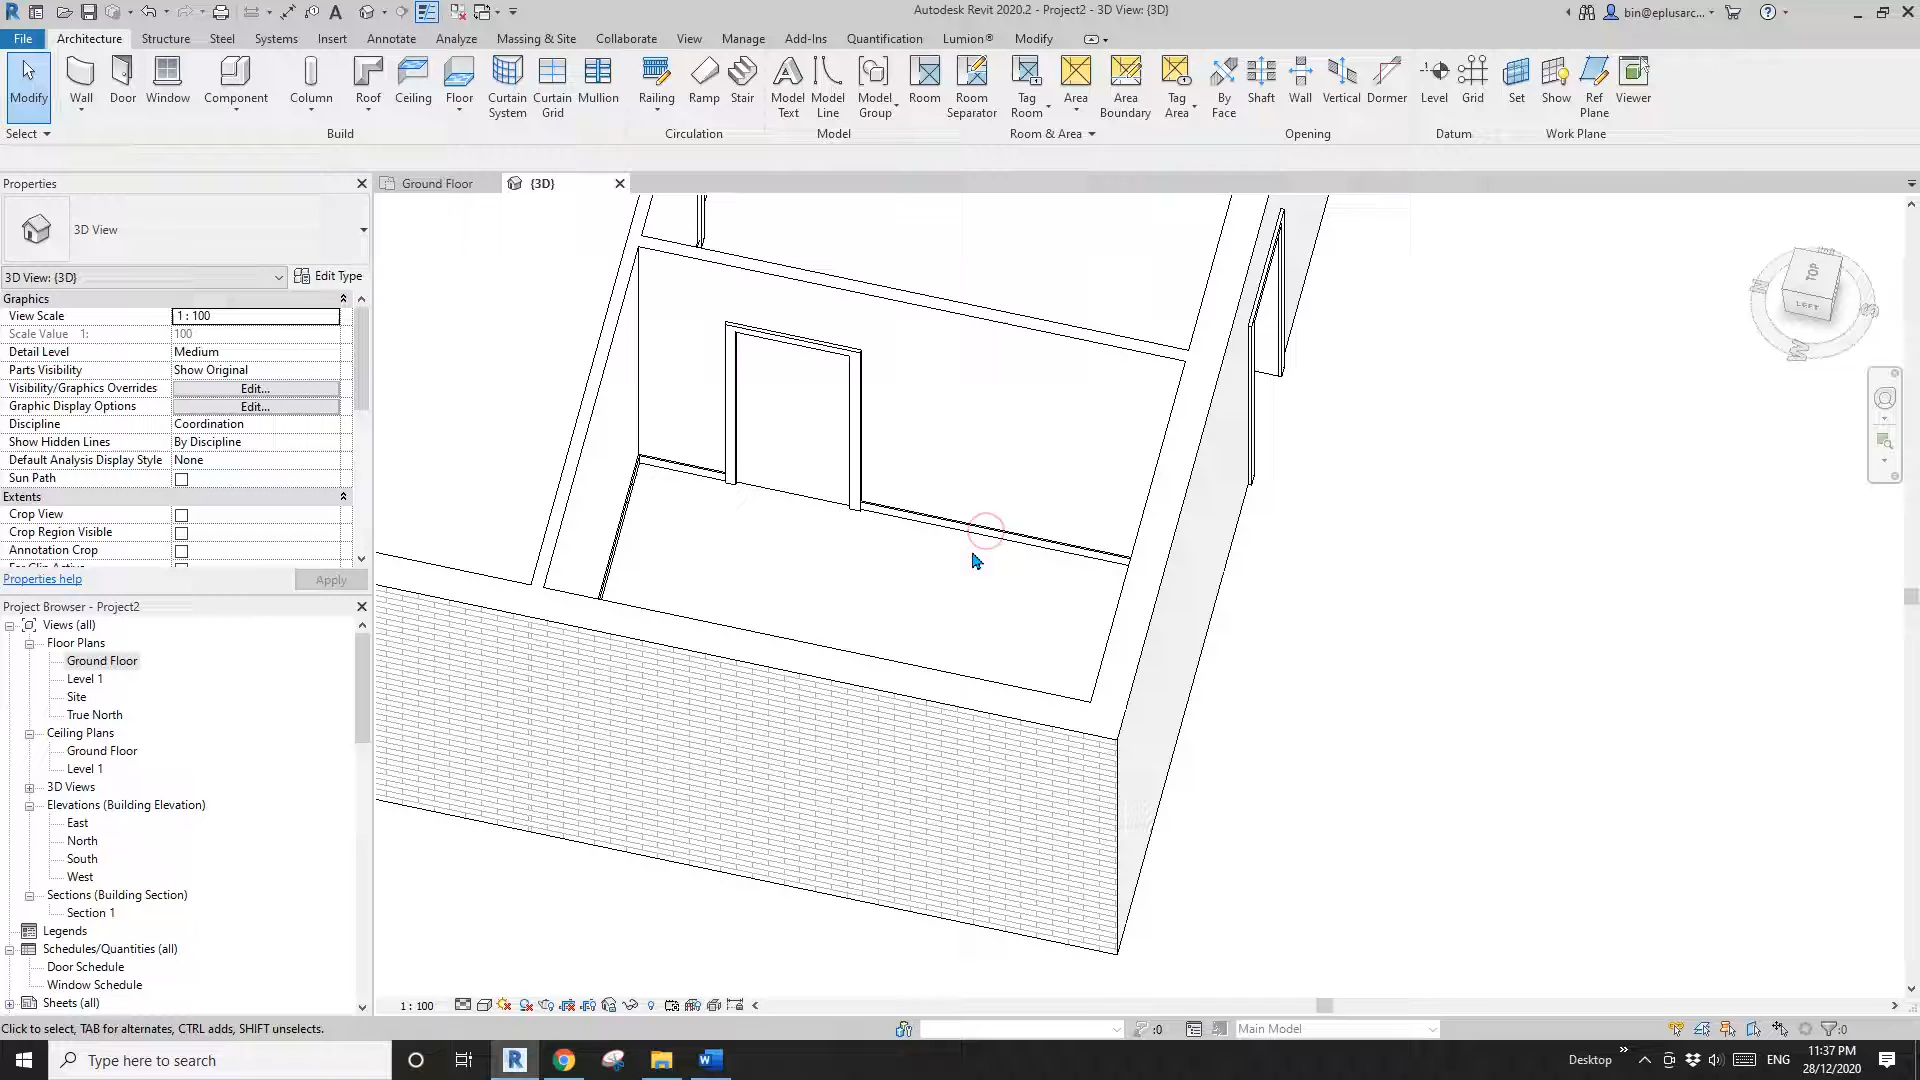 Autodesk Revit 2020.2 - Project2 - 3D View: {3D}
bin@eplusarc...
File Architecture Structure Steel Systems Insert Annotate Analyze Massing & Site Collaborate View Manage Add-Ins Quantification Lumion® Modify
Modify Wall Door Window Component Column Roof Ceiling Floor Curtain System Curtain Grid Mullion Railing Ramp Stair Model Text Model Line Model Group Room Room Separator Tag Room Area Area Boundary Tag Area By Face Shaft Wall Vertical Dormer Level Grid Set Show Ref Plane Viewer
Select Build Circulation Model Room & Area Opening Datum Work Plane
Properties
Ground Floor {3D}
3D View
3D View: {3D} Edit Type
Graphics
View Scale 1 : 100
Scale Value 1: 100
Detail Level Medium
Parts Visibility Show Original
Visibility/Graphics Overrides Edit...
Graphic Display Options Edit...
Discipline Coordination
Show Hidden Lines By Discipline
Default Analysis Display Style None
Sun Path
Extents
Crop View
Crop Region Visible
Annotation Crop
Properties help Apply
TOP
LEFT
Project Browser - Project2
Views (all)
Floor Plans
Ground Floor
Level 1
Site
True North
Ceiling Plans
Ground Floor
Level 1
3D Views
Elevations (Building Elevation)
East
North
South
West
Sections (Building Section)
Section 1
Legends
Schedules/Quantities (all)
Door Schedule
Window Schedule
Sheets (all)
1 : 100
Click to select, TAB for alternates, CTRL adds, SHIFT unselects.
:0 Main Model :0
Type here to search
Desktop ENG 11:37 PM
28/12/2020